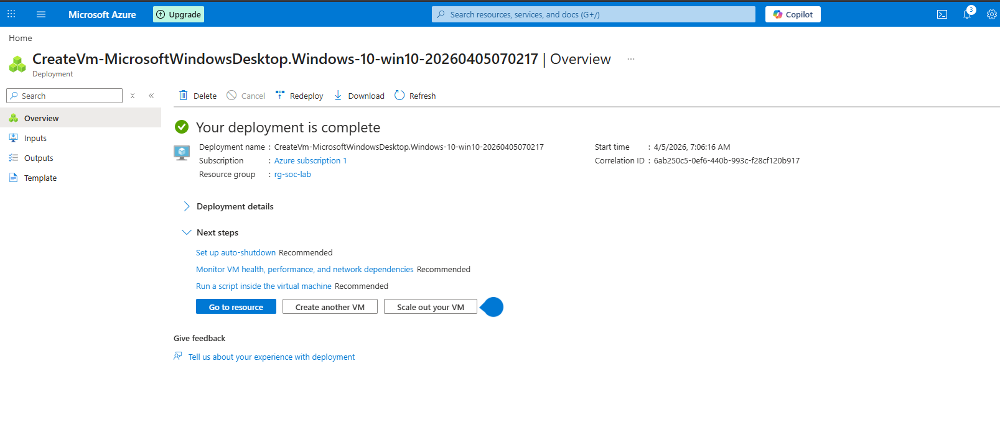 Microsoft Azure Upgrade Search resources, services, and docs (G+/) Copilot 3
Home
CreateVm-MicrosoftWindowsDesktop.Windows-10-win10-20260405070217 | Overview ...
Deployment
Search
Overview
Inputs
Outputs
Template
Delete Cancel Redeploy Download Refresh
Your deployment is complete
Deployment name : CreateVm-MicrosoftWindowsDesktop.Windows-10-win10-20260405070217
Subscription : Azure subscription 1
Resource group : rg-soc-lab
Start time : 4/5/2026, 7:06:16 AM
Correlation ID : 6ab250c5-0ef6-440b-993c-f28cf120b917
Deployment details
Next steps
Set up auto-shutdown Recommended
Monitor VM health, performance, and network dependencies Recommended
Run a script inside the virtual machine Recommended
Go to resource Create another VM Scale out your VM
Give feedback
Tell us about your experience with deployment